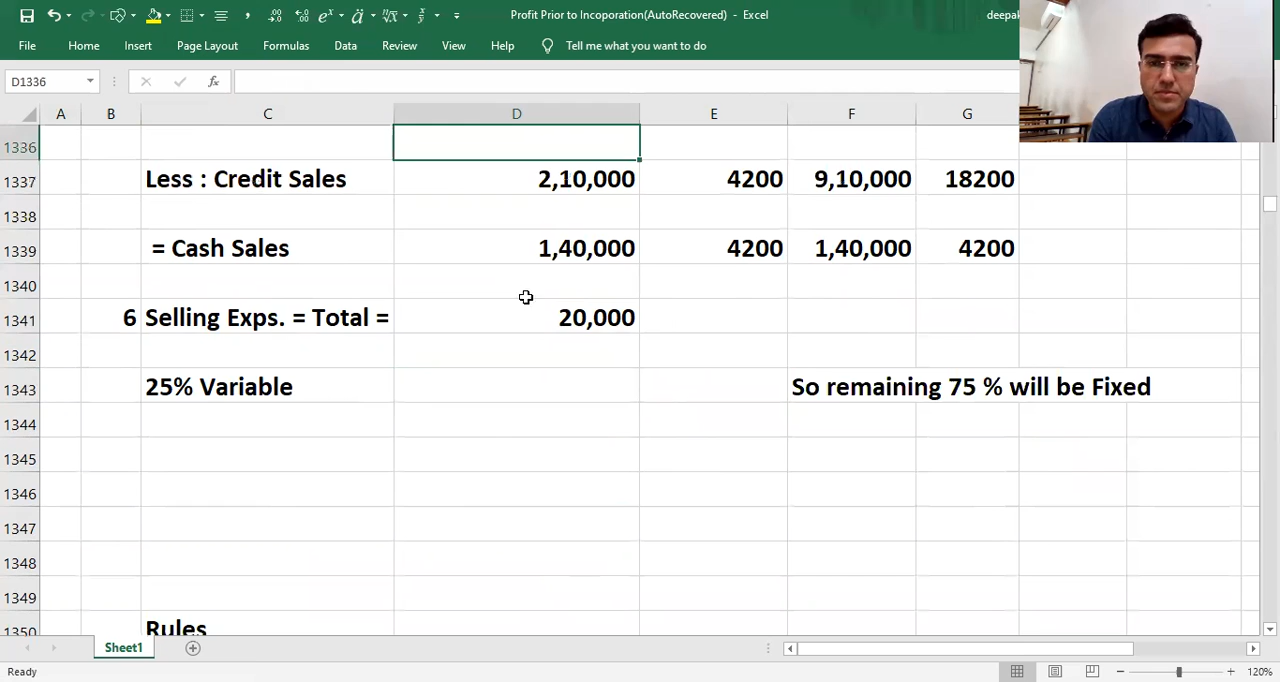 Profit Prior to Incoporation(AutoRecovered) - Excel
deepak
File Home Insert Page Layout Formulas Data Review View Help Tell me what you want to do
D1336 fx
A B C D E F G
1336
1337 Less : Credit Sales 2,10,000 4200 9,10,000 18200
1338
1339 = Cash Sales 1,40,000 4200 1,40,000 4200
1340
1341 6 Selling Exps. = Total = 20,000
1342
1343 25% Variable So remaining 75 % will be Fixed
1344
1345
1346
1347
1348
1349
1350 Rules
Sheet1
Ready 120%